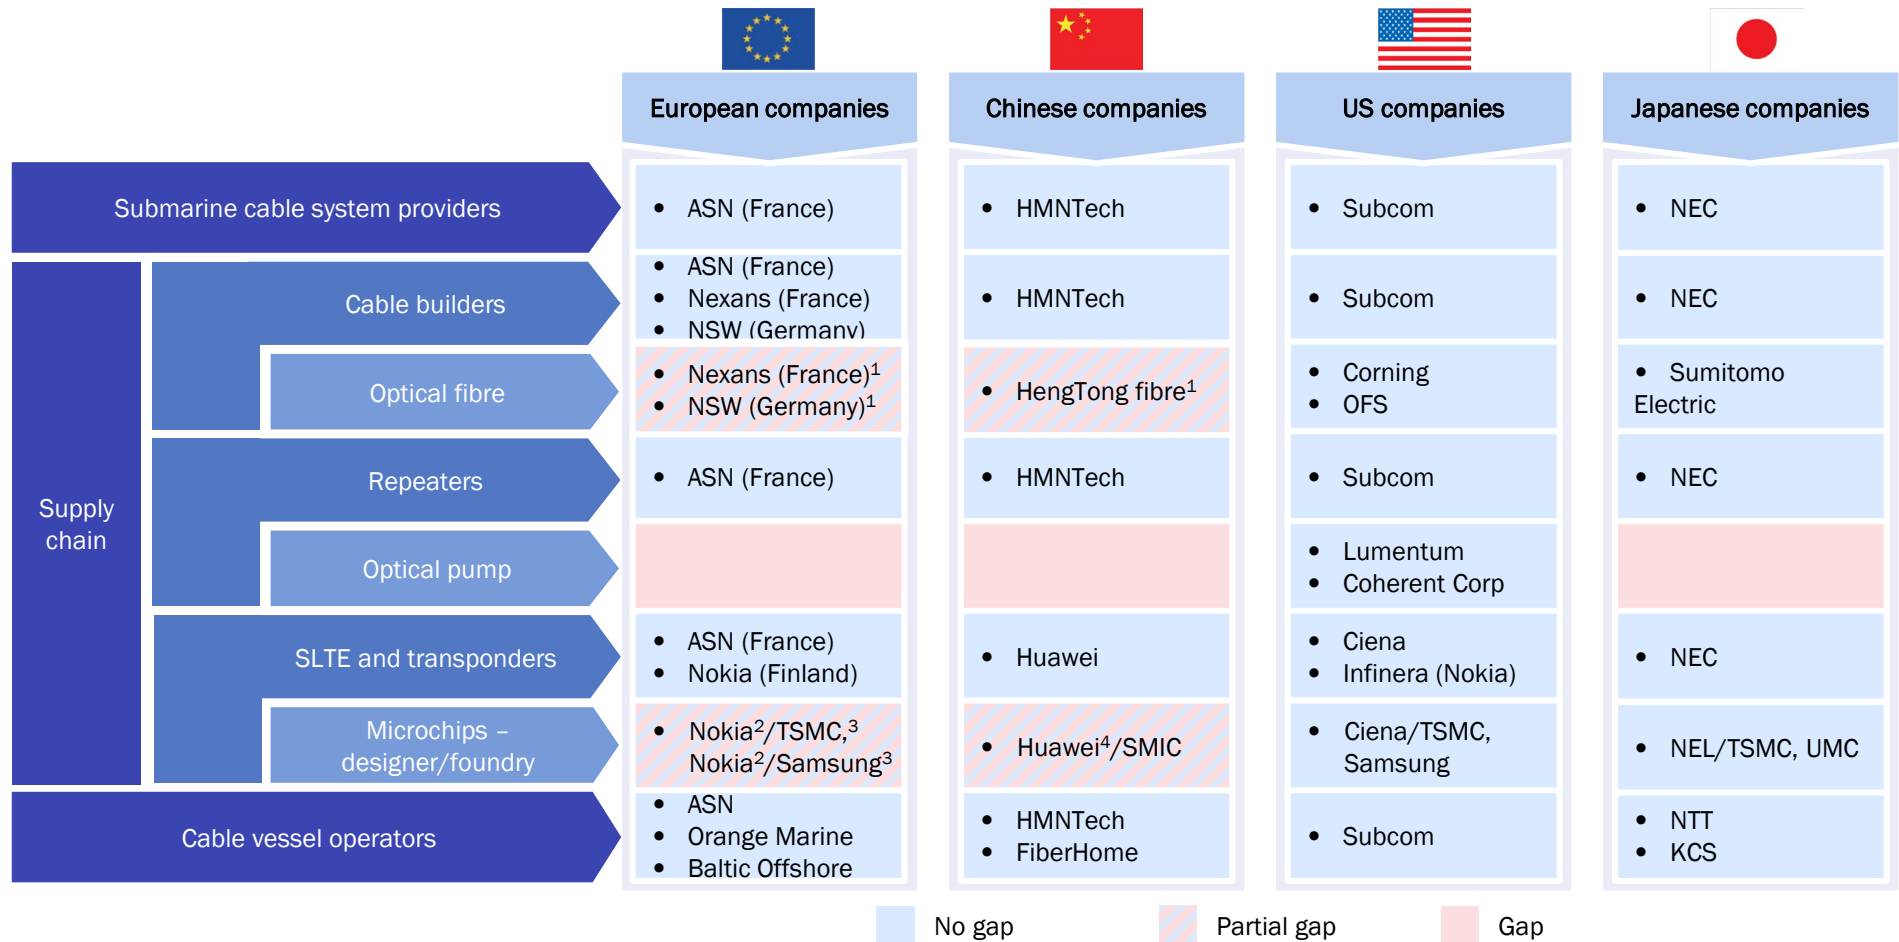 European companies
Chinese companies
US companies
Japanese companies
Submarine cable system providers
• ASN (France)
• HMNTech
• Subcom
• NEC
Supply
chain
Cable builders
• ASN (France)
• Nexans (France)
• NSW (Germany)
• HMNTech
• Subcom
• NEC
Optical fibre
• Nexans (France)¹
• NSW (Germany)¹
• HengTong fibre¹
• Corning
• OFS
• Sumitomo
Electric
Repeaters
• ASN (France)
• HMNTech
• Subcom
• NEC
Optical pump
• Lumentum
• Coherent Corp
SLTE and transponders
• ASN (France)
• Nokia (Finland)
• Huawei
• Ciena
• Infinera (Nokia)
• NEC
Microchips –
designer/foundry
• Nokia²/TSMC,³
Nokia²/Samsung³
• Huawei⁴/SMIC
• Ciena/TSMC,
Samsung
• NEL/TSMC, UMC
Cable vessel operators
• ASN
• Orange Marine
• Baltic Offshore
• HMNTech
• FiberHome
• Subcom
• NTT
• KCS
No gap
Partial gap
Gap